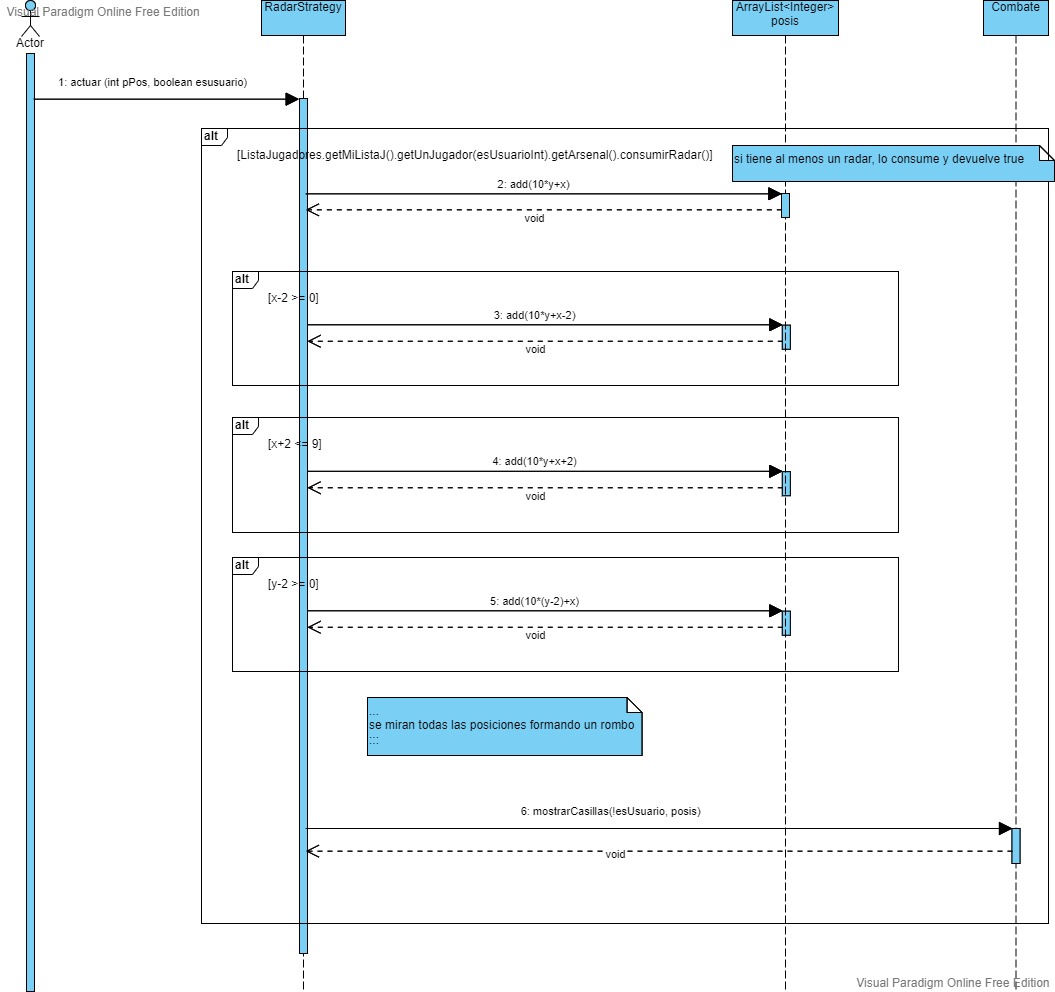 Visual Paradigm Online Free Edition
Actor
RadarStrategy
ArrayList<Integer>
posis
Combate
1: actuar (int pPos, boolean esusuario)
alt
[ListaJugadores.getMiListaJ().getUnJugador(esUsuarioInt).getArsenal().consumirRadar()]
si tiene al menos un radar, lo consume y devuelve true
2: add(10*y+x)
void
alt
[x-2 >= 0]
3: add(10*y+x-2)
void
alt
[x+2 <= 9]
4: add(10*y+x+2)
void
alt
[y-2 >= 0]
5: add(10*(y-2)+x)
void
...
se miran todas las posiciones formando un rombo
...
...
6: mostrarCasillas(!esUsuario, posis)
void
Visual Paradigm Online Free Edition